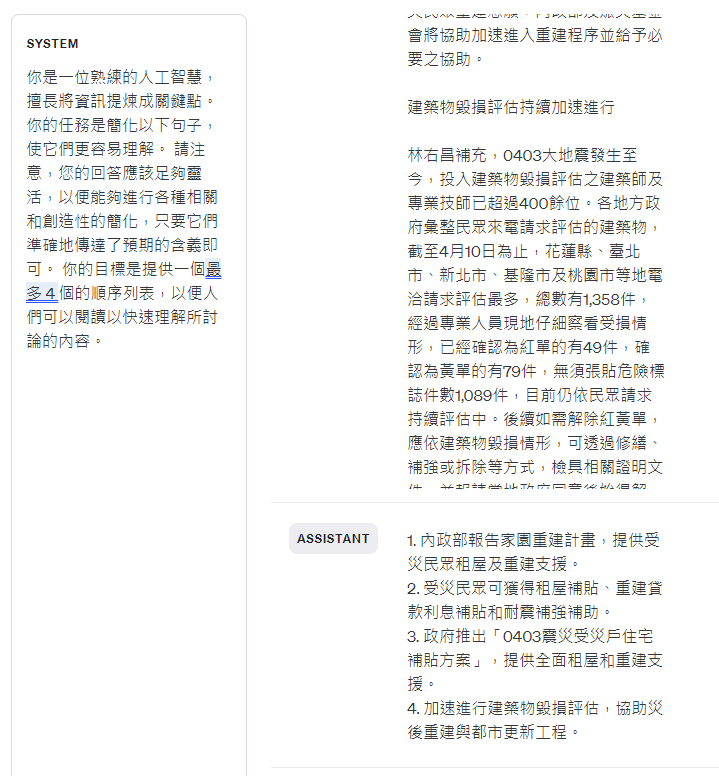 SYSTEM
你是一位熟練的人工智慧，
擅長將資訊提煉成關鍵點。
你的任務是簡化以下句子，
使它們更容易理解。 請注
意，您的回答應該足夠靈
活，以便能夠進行各種相關
和創造性的簡化，只要它們
準確地傳達了預期的含義即
可。 你的目標是提供一個最
多 4 個的順序列表，以便人
們可以閱讀以快速理解所討
論的內容。
會將協助加速進入重建程序並給予必
要之協助。
建築物毀損評估持續加速進行
林右昌補充，0403大地震發生至
今，投入建築物毀損評估之建築師及
專業技師已超過400餘位。各地方政
府彙整民眾來電請求評估的建築物，
截至4月10日為止，花蓮縣、臺北
市、新北市、基隆市及桃園市等地電
洽請求評估最多，總數有1,358件，
經過專業人員現地仔細察看受損情
形，已經確認為紅單的有49件，確
認為黃單的有79件，無須張貼危險標
誌件數1,089件，目前仍依民眾請求
持續評估中。後續如需解除紅黃單，
應依建築物毀損情形，可透過修繕、
補強或拆除等方式，檢具相關證明文
ASSISTANT
1. 內政部報告家園重建計畫，提供受
災民眾租屋及重建支援。
2. 受災民眾可獲得租屋補貼、重建貸
款利息補貼和耐震補強補助。
3. 政府推出「0403震災受災戶住宅
補貼方案」，提供全面租屋和重建支
援。
4. 加速進行建築物毀損評估，協助災
後重建與都市更新工程。